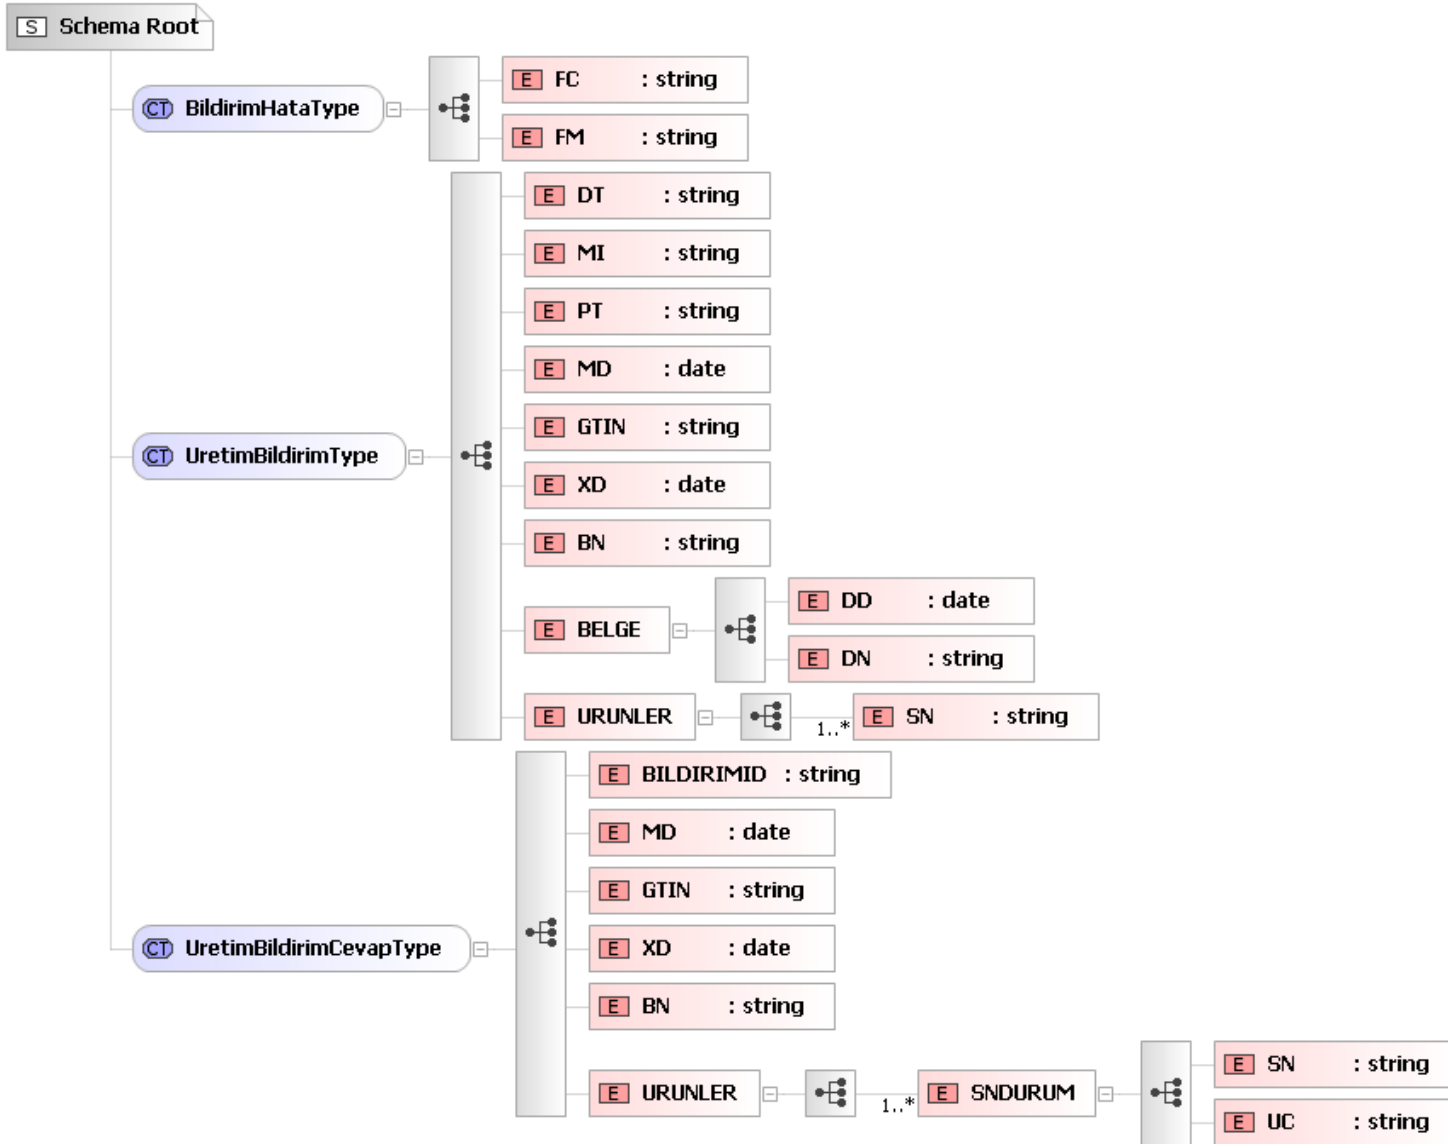 S Schema Root
CT BildirimHataType
E FC : string
E FM : string
CT UretimBildirimType
E DT : string
E MI : string
E PT : string
E MD : date
E GTIN : string
E XD : date
E BN : string
E BELGE
E DD : date
E DN : string
E URUNLER
1..*
E SN : string
CT UretimBildirimCevapType
E BILDIRIMID : string
E MD : date
E GTIN : string
E XD : date
E BN : string
E URUNLER
1..*
E SNDURUM
E SN : string
E UC : string